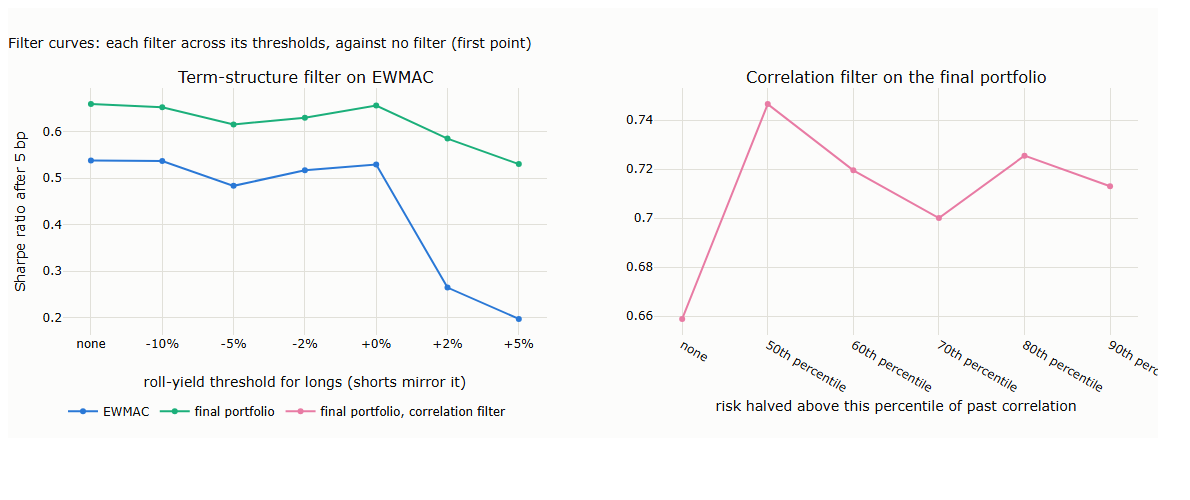 Filter curves: each filter across its thresholds, against no filter (first point)
Term-structure filter on EWMAC
Sharpe ratio after 5 bp
0.6
0.5
0.4
0.3
0.2
none -10% -5% -2% +0% +2% +5%
roll-yield threshold for longs (shorts mirror it)
EWMAC final portfolio final portfolio, correlation filter
Correlation filter on the final portfolio
0.74
0.72
0.7
0.68
0.66
none 50th percentile 60th percentile 70th percentile 80th percentile 90th perc
risk halved above this percentile of past correlation